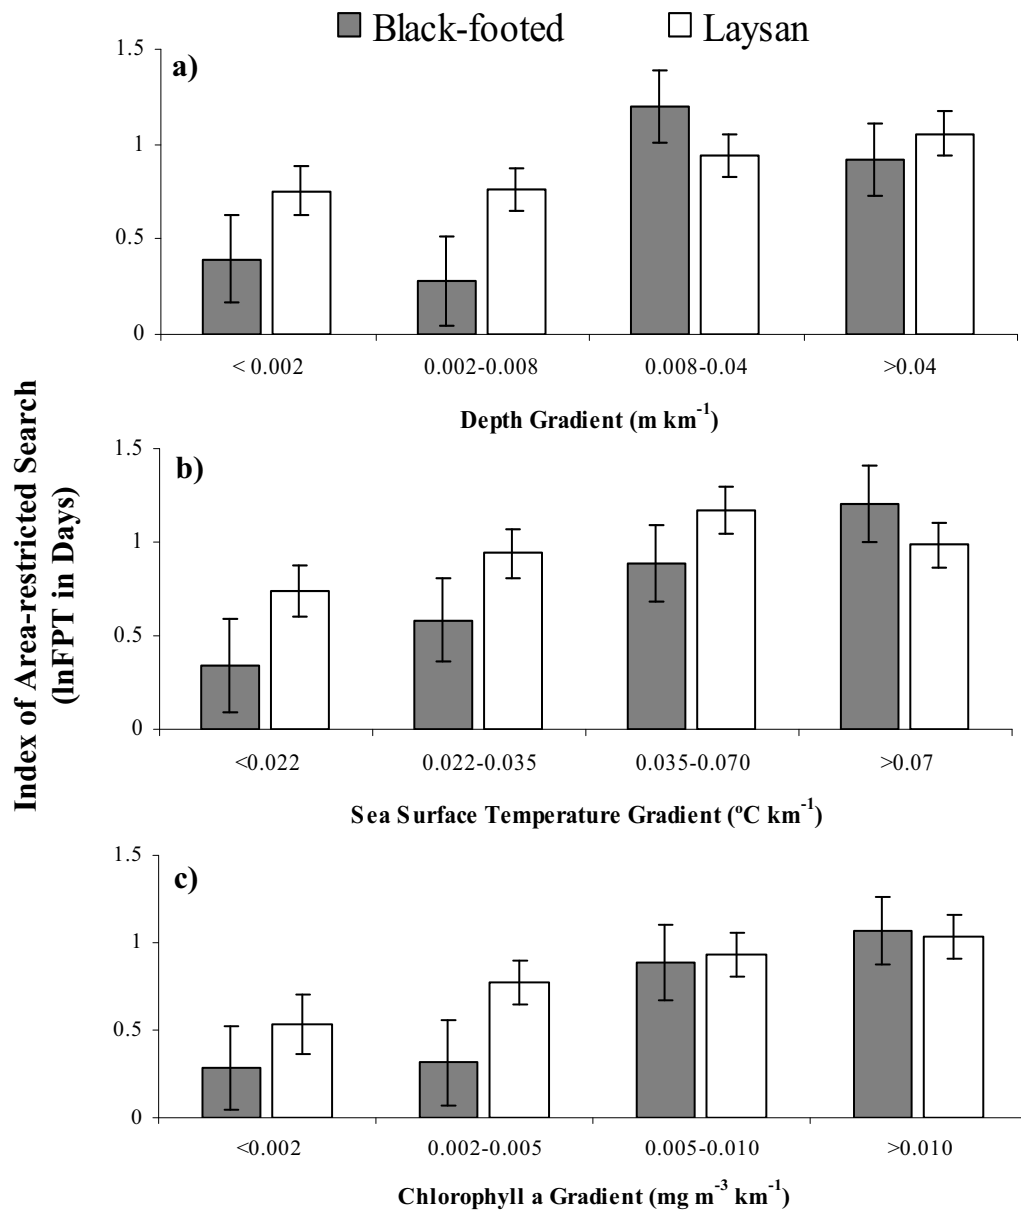 Black-footed Laysan
a)
1.5
1
0.5
0
< 0.002 0.002-0.008 0.008-0.04 >0.04
Depth Gradient (m km-1)
Index of Area-restricted Search
(lnFPT in Days)
b)
1.5
1
0.5
0
<0.022 0.022-0.035 0.035-0.070 >0.07
Sea Surface Temperature Gradient (ºC km-1)
c)
1.5
1
0.5
0
<0.002 0.002-0.005 0.005-0.010 >0.010
Chlorophyll a Gradient (mg m-3 km-1)